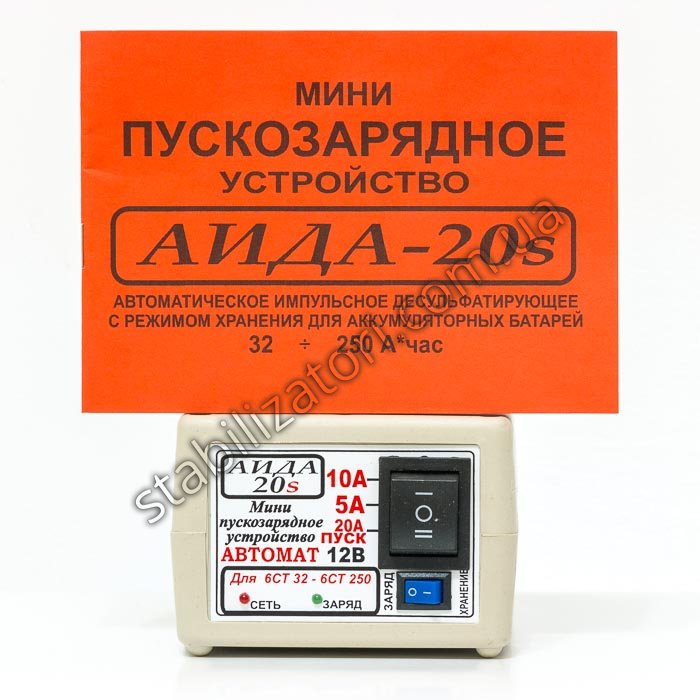 МИНИ
ПУСКОЗАРЯДНОЕ
УСТРОЙСТВО
АИДА-20s
АВТОМАТИЧЕСКОЕ ИМПУЛЬСНОЕ ДЕСУЛЬФАТИРУЮЩЕЕ
С РЕЖИМОМ ХРАНЕНИЯ ДЛЯ АККУМУЛЯТОРНЫХ БАТАРЕЙ
32 ÷ 250 А*час
stabilizatori.com.ua
АИДА
20s
Мини
пускозарядное
устройство
АВТОМАТ 12В
10А
5А
20А
ПУСК
Для 6СТ 32 - 6СТ 250
СЕТЬ ЗАРЯД
ЗАРЯД
ХРАНЕНИЕ